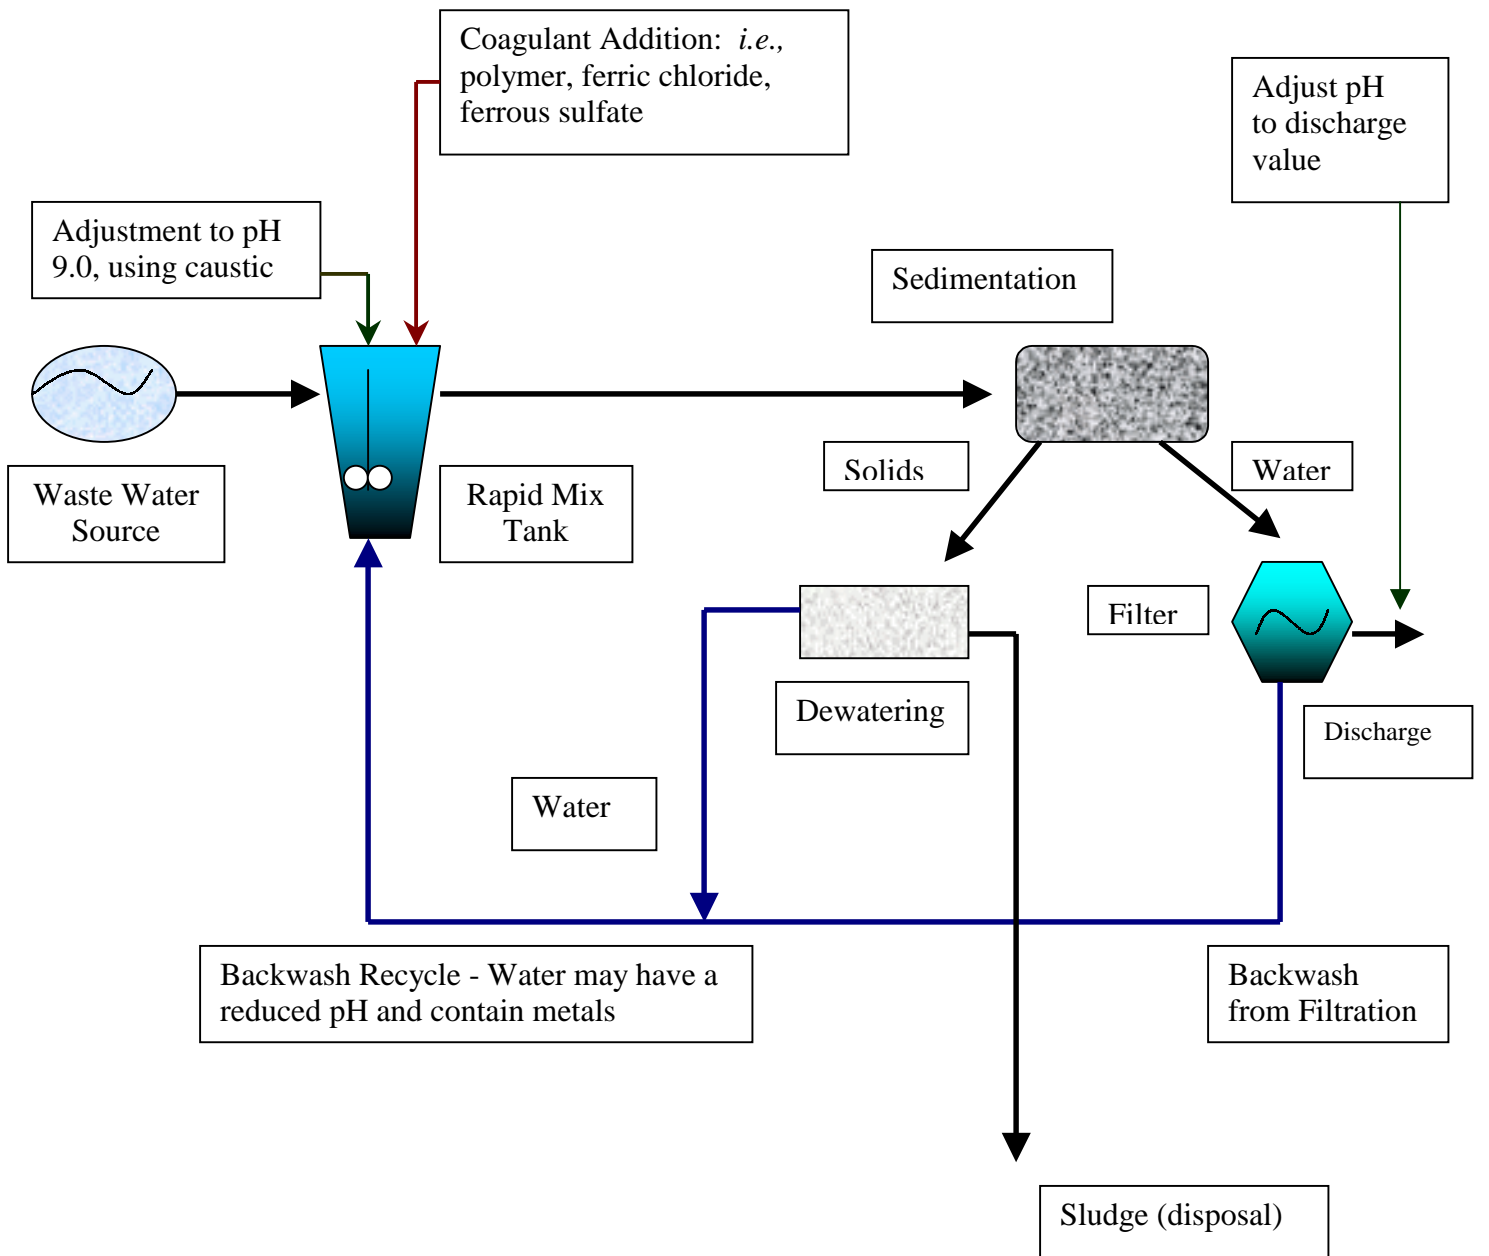 Coagulant Addition:  i.e.,
polymer, ferric chloride,
ferrous sulfate
Adjust pH
to discharge
value
Adjustment to pH
9.0, using caustic
Sedimentation
Solids
Water
Waste Water
Source
Rapid Mix
Tank
Filter
Dewatering
Discharge
Water
Backwash Recycle - Water may have a
reduced pH and contain metals
Backwash
from Filtration
Sludge (disposal)